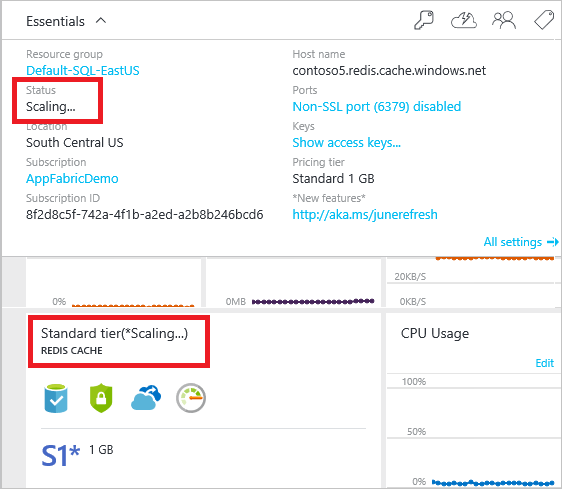 Essentials
Resource group
Default-SQL-EastUS
Status
Scaling...
Location
South Central US
Subscription
AppFabricDemo
Subscription ID
8f2d8c5f-742a-4f1b-a2ed-a2b8b246bcd6
Host name
contoso5.redis.cache.windows.net
Ports
Non-SSL port (6379) disabled
Keys
Show access keys...
Pricing tier
Standard 1 GB
*New features*
http://aka.ms/junerefresh
All settings
0%
0MB
20KB/S
0KB/S
Standard tier(*Scaling...)
REDIS CACHE
S1* 1 GB
CPU Usage
Edit
100%
50%
0%